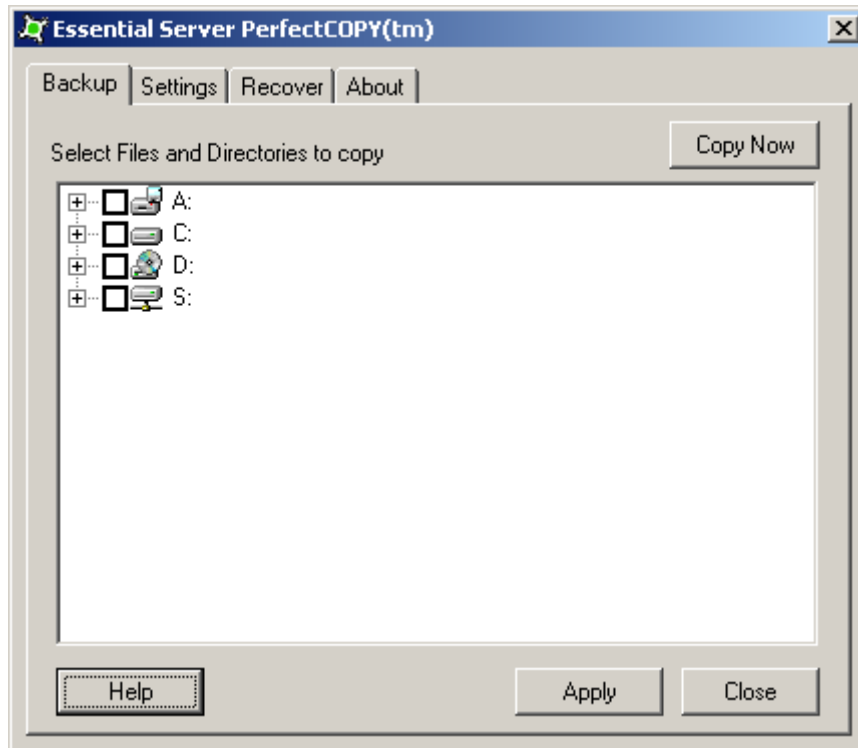 Essential Server PerfectCOPY(tm)
Backup Settings Recover About
Select Files and Directories to copy Copy Now
A:
C:
D:
S:
Help Apply Close